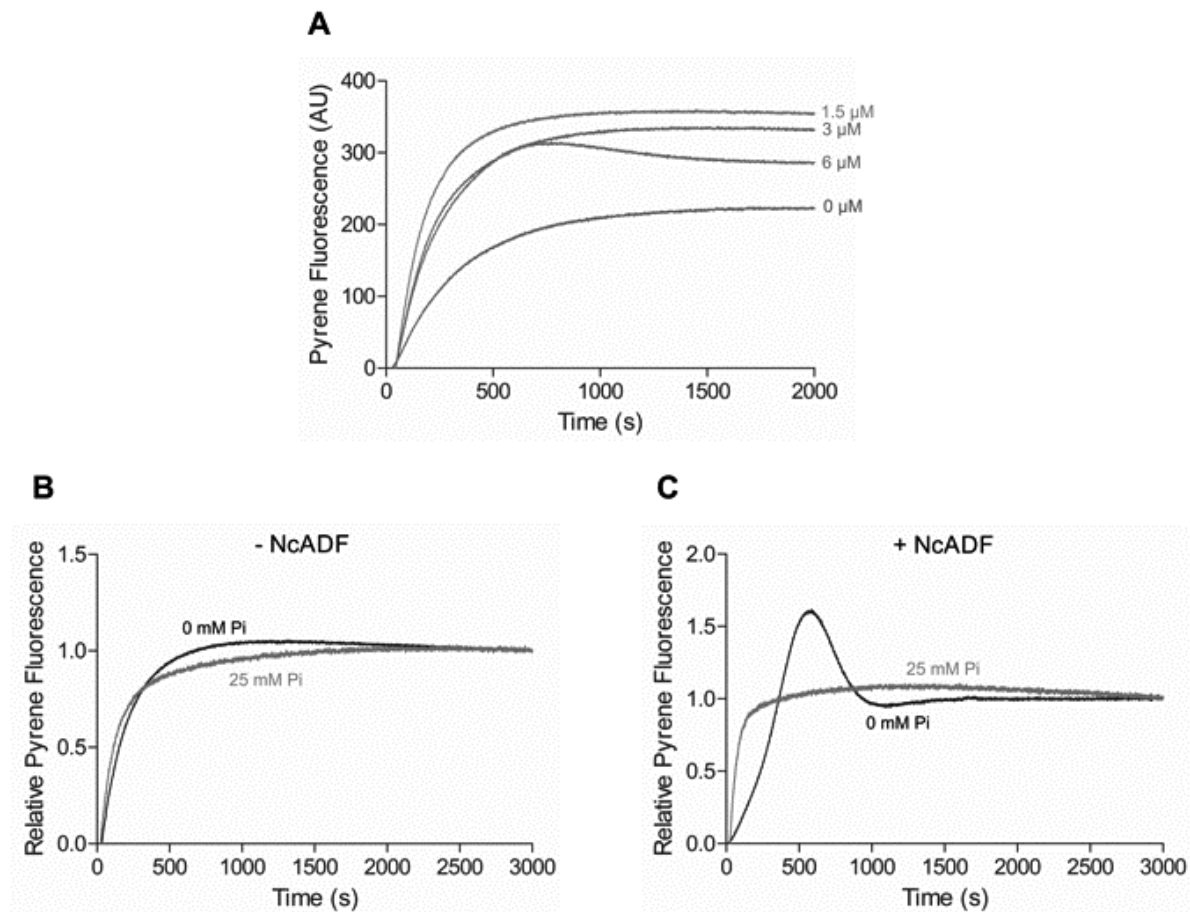 A
Pyrene Fluorescence (AU)
400
300
200
100
0
1.5 μM
3 μM
6 μM
0 μM
0 500 1000 1500 2000
Time (s)
B
- NcADF
Relative Pyrene Fluorescence
1.5
1.0
0.5
0.0
0 mM Pi
25 mM Pi
0 500 1000 1500 2000 2500 3000
Time (s)
C
+ NcADF
Relative Pyrene Fluorescence
2.0
1.5
1.0
0.5
0.0
25 mM Pi
0 mM Pi
0 500 1000 1500 2000 2500 3000
Time (s)